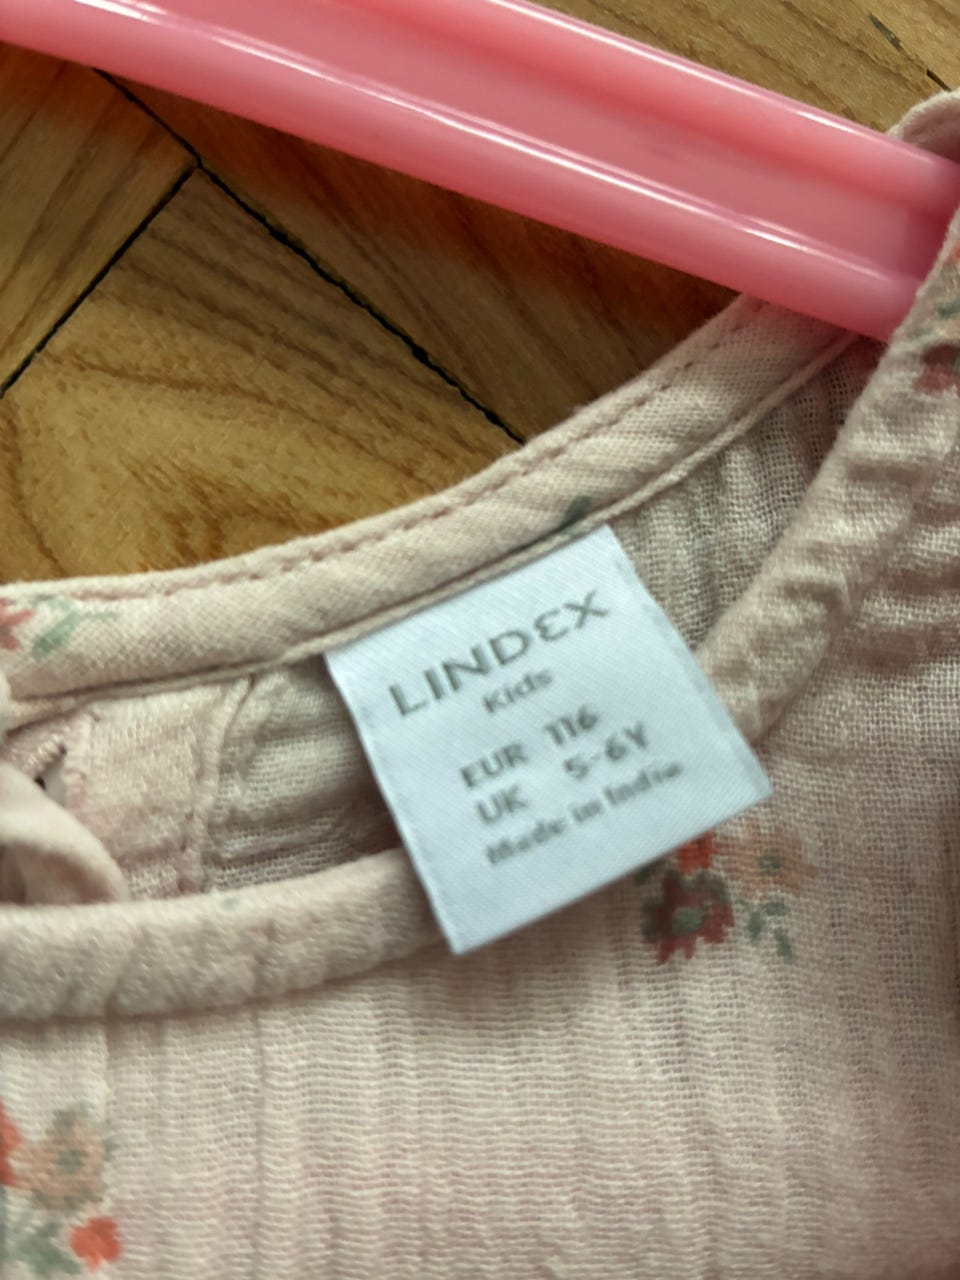 LINDEX
Kids
EUR 116
UK 5-6Y
Made in India